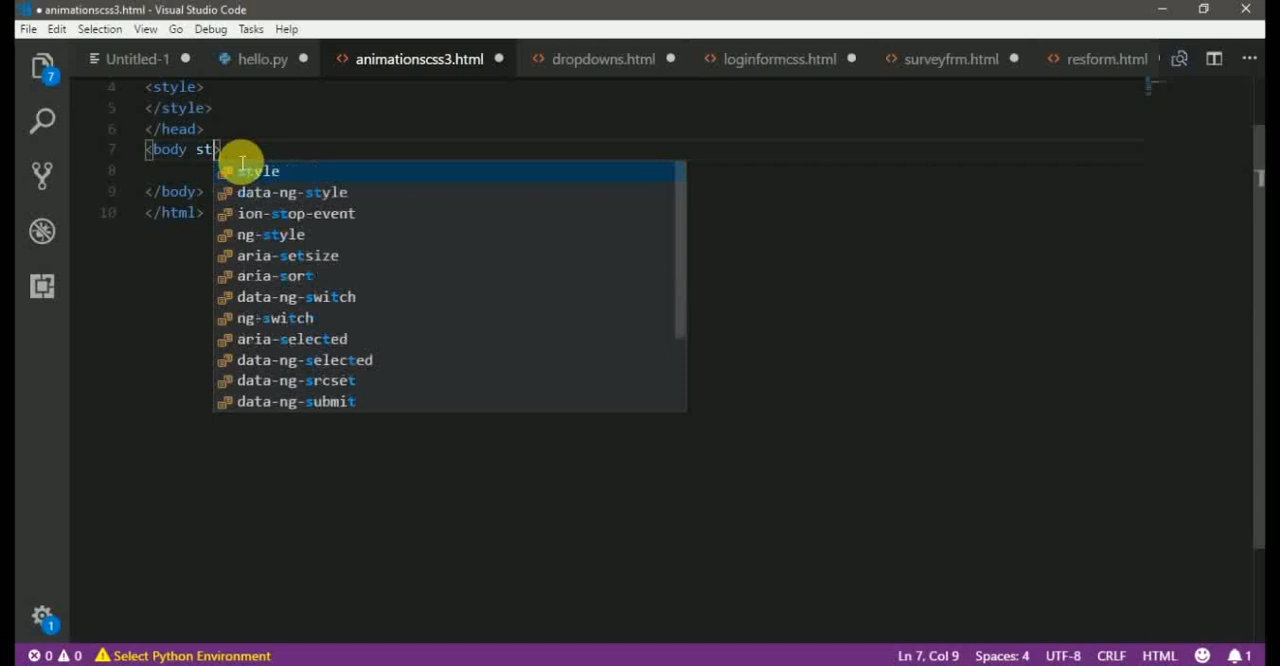 ● animationscss3.html - Visual Studio Code
File Edit Selection View Go Debug Tasks Help
7
Untitled-1 hello.py animationscss3.html dropdowns.html loginformcss.html surveyfrm.html resform.html
4 <style>
5 </style>
6 </head>
7 <body st>
8
9 </body>
10 </html>
style
data-ng-style
ion-stop-event
ng-style
aria-setsize
aria-sort
data-ng-switch
ng-switch
aria-selected
data-ng-selected
data-ng-srcset
data-ng-submit
1
0 0 Select Python Environment Ln 7, Col 9 Spaces: 4 UTF-8 CRLF HTML 1